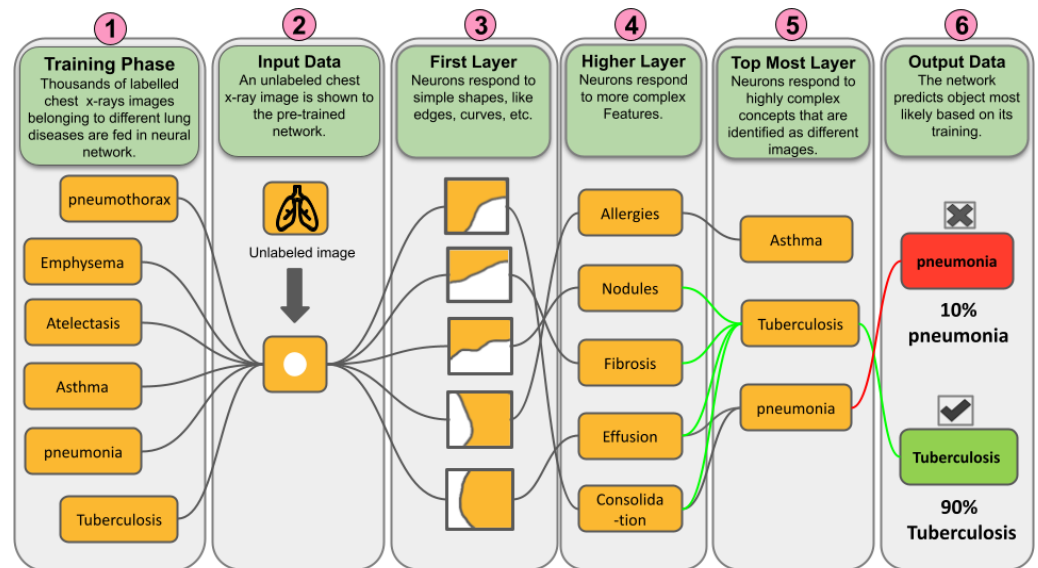 1
Training Phase
Thousands of labelled
chest x-rays images
belonging to different lung
diseases are fed in neural
network.
pneumothorax
Emphysema
Atelectasis
Asthma
pneumonia
Tuberculosis
2
Input Data
An unlabeled chest
x-ray image is shown to
the pre-trained
network.
Unlabeled image
3
First Layer
Neurons respond to
simple shapes, like
edges, curves, etc.
4
Higher Layer
Neurons respond
to more complex
Features.
Allergies
Nodules
Fibrosis
Effusion
Consolida
-tion
5
Top Most Layer
Neurons respond to
highly complex
concepts that are
identified as different
images.
Asthma
Tuberculosis
pneumonia
6
Output Data
The network
predicts object most
likely based on its
training.
pneumonia
10%
pneumonia
Tuberculosis
90%
Tuberculosis